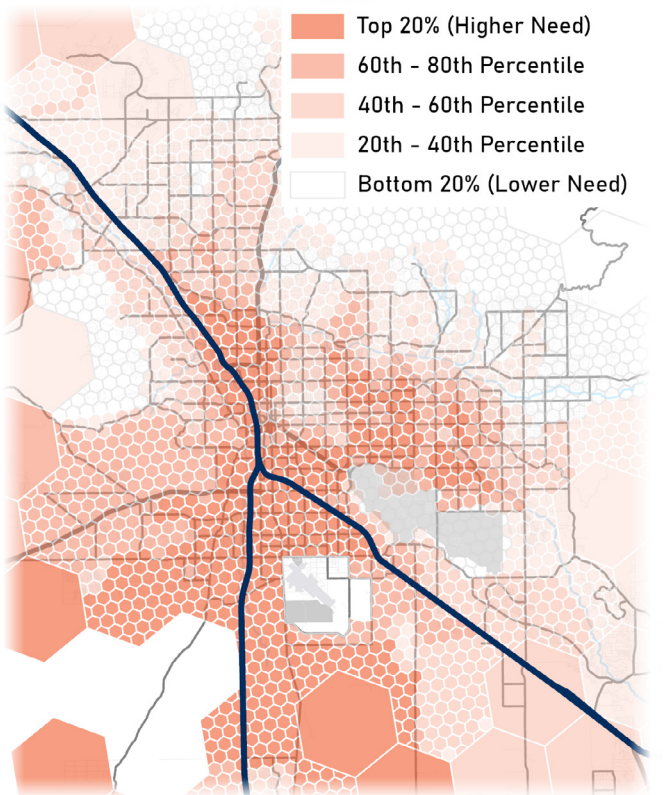 Top 20% (Higher Need)
60th - 80th Percentile
40th - 60th Percentile
20th - 40th Percentile
Bottom 20% (Lower Need)